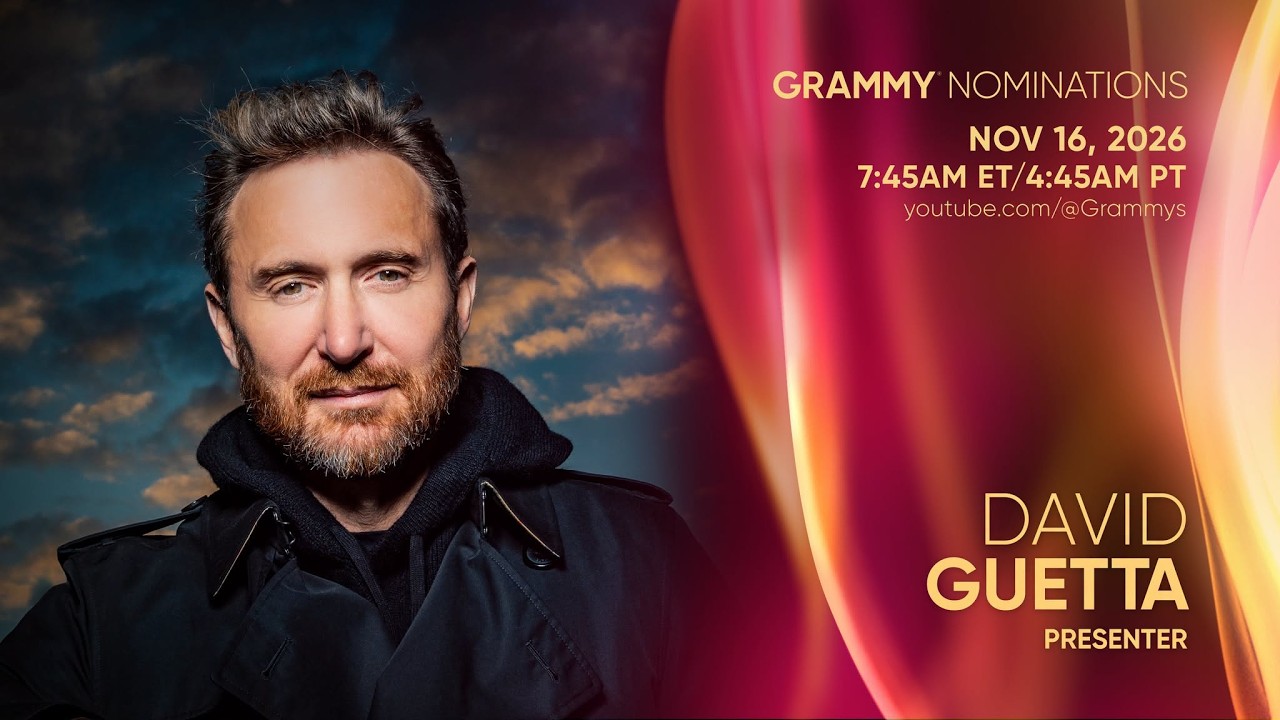 GRAMMY® NOMINATIONS
NOV 16, 2026
7:45AM ET/4:45AM PT
youtube.com/@Grammys
DAVID
GUETTA
PRESENTER